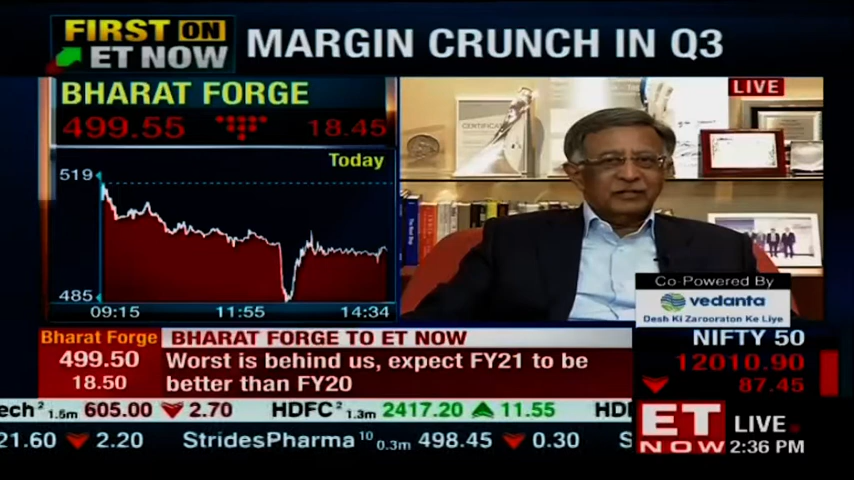 FIRST ON
ET NOW
MARGIN CRUNCH IN Q3
BHARAT FORGE
499.55 18.45
Today
519
485
09:15 11:55 14:34
LIVE
CERTIFICATE
Co-Powered By
vedanta
Desh Ki Zarooraton Ke Liye
Bharat Forge
499.50
18.50
BHARAT FORGE TO ET NOW
Worst is behind us, expect FY21 to be
better than FY20
NIFTY 50
12010.90
87.45
ech² 1.5m 605.00 2.70 HDFC² 1.3m 2417.20 11.55 HD
21.60 2.20 StridesPharma 10 0.3m 498.45 0.30 S
ET
NOW
LIVE
2:36 PM